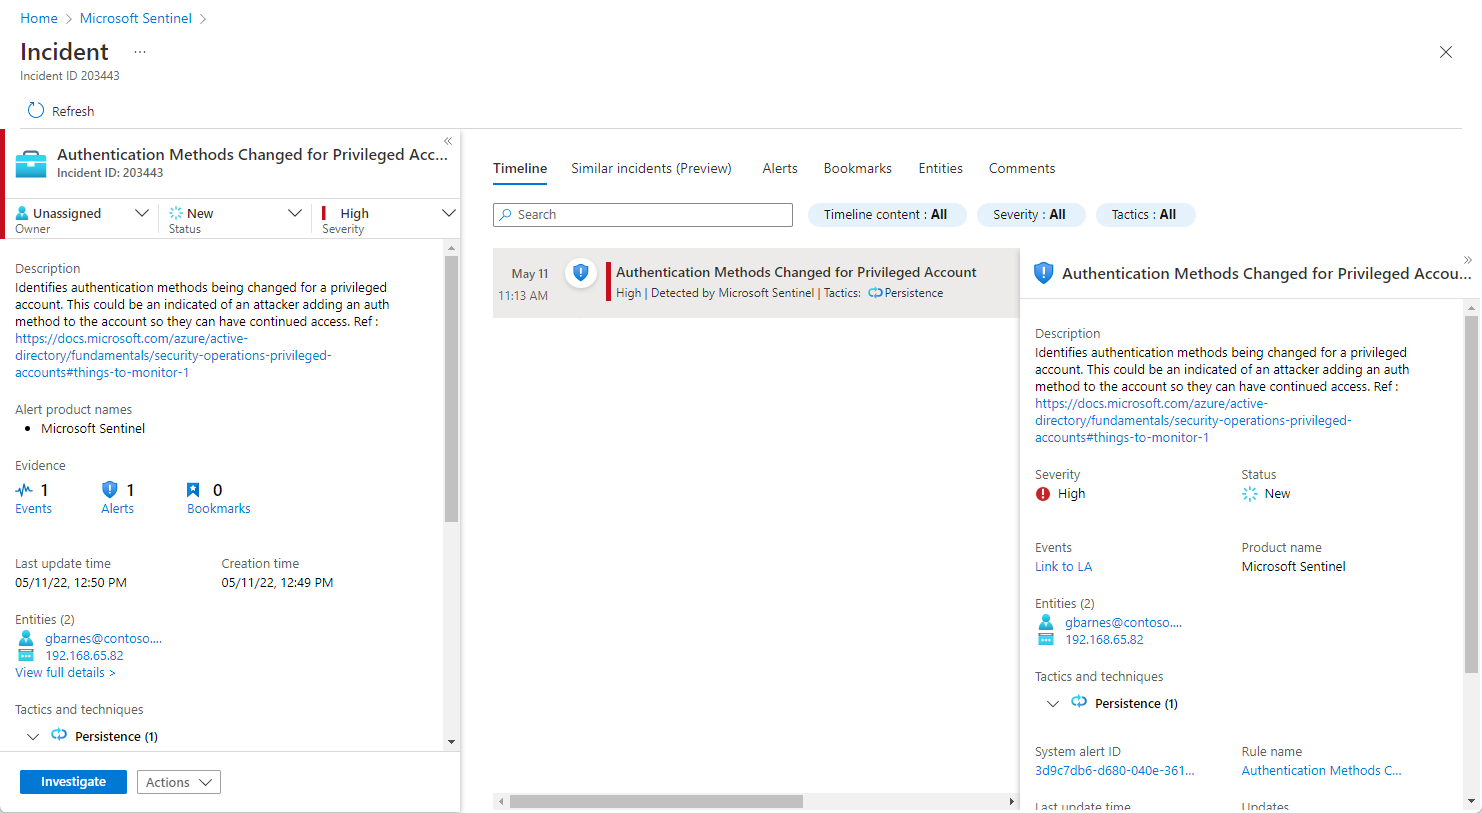 Home > Microsoft Sentinel >
Incident ...
Incident ID 203443
Refresh
«
Authentication Methods Changed for Privileged Acc...
Incident ID: 203443
Unassigned
Owner
New
Status
High
Severity
Description
Identifies authentication methods being changed for a privileged
account. This could be an indicated of an attacker adding an auth
method to the account so they can have continued access. Ref :
https://docs.microsoft.com/azure/active-
directory/fundamentals/security-operations-privileged-
accounts#things-to-monitor-1
Alert product names
• Microsoft Sentinel
Evidence
1
Events
1
Alerts
0
Bookmarks
Last update time
05/11/22, 12:50 PM
Creation time
05/11/22, 12:49 PM
Entities (2)
gbarnes@contoso....
192.168.65.82
View full details >
Tactics and techniques
Persistence (1)
Investigate
Actions
Timeline
Similar incidents (Preview)
Alerts
Bookmarks
Entities
Comments
Search
Timeline content : All
Severity : All
Tactics : All
May 11
11:13 AM
Authentication Methods Changed for Privileged Account
High | Detected by Microsoft Sentinel | Tactics: Persistence
»
Authentication Methods Changed for Privileged Accou...
Description
Identifies authentication methods being changed for a privileged
account. This could be an indicated of an attacker adding an auth
method to the account so they can have continued access. Ref :
https://docs.microsoft.com/azure/active-
directory/fundamentals/security-operations-privileged-
accounts#things-to-monitor-1
Severity
High
Status
New
Events
Link to LA
Product name
Microsoft Sentinel
Entities (2)
gbarnes@contoso....
192.168.65.82
Tactics and techniques
Persistence (1)
System alert ID
3d9c7db6-d680-040e-361...
Rule name
Authentication Methods C...
Last update time
Updates